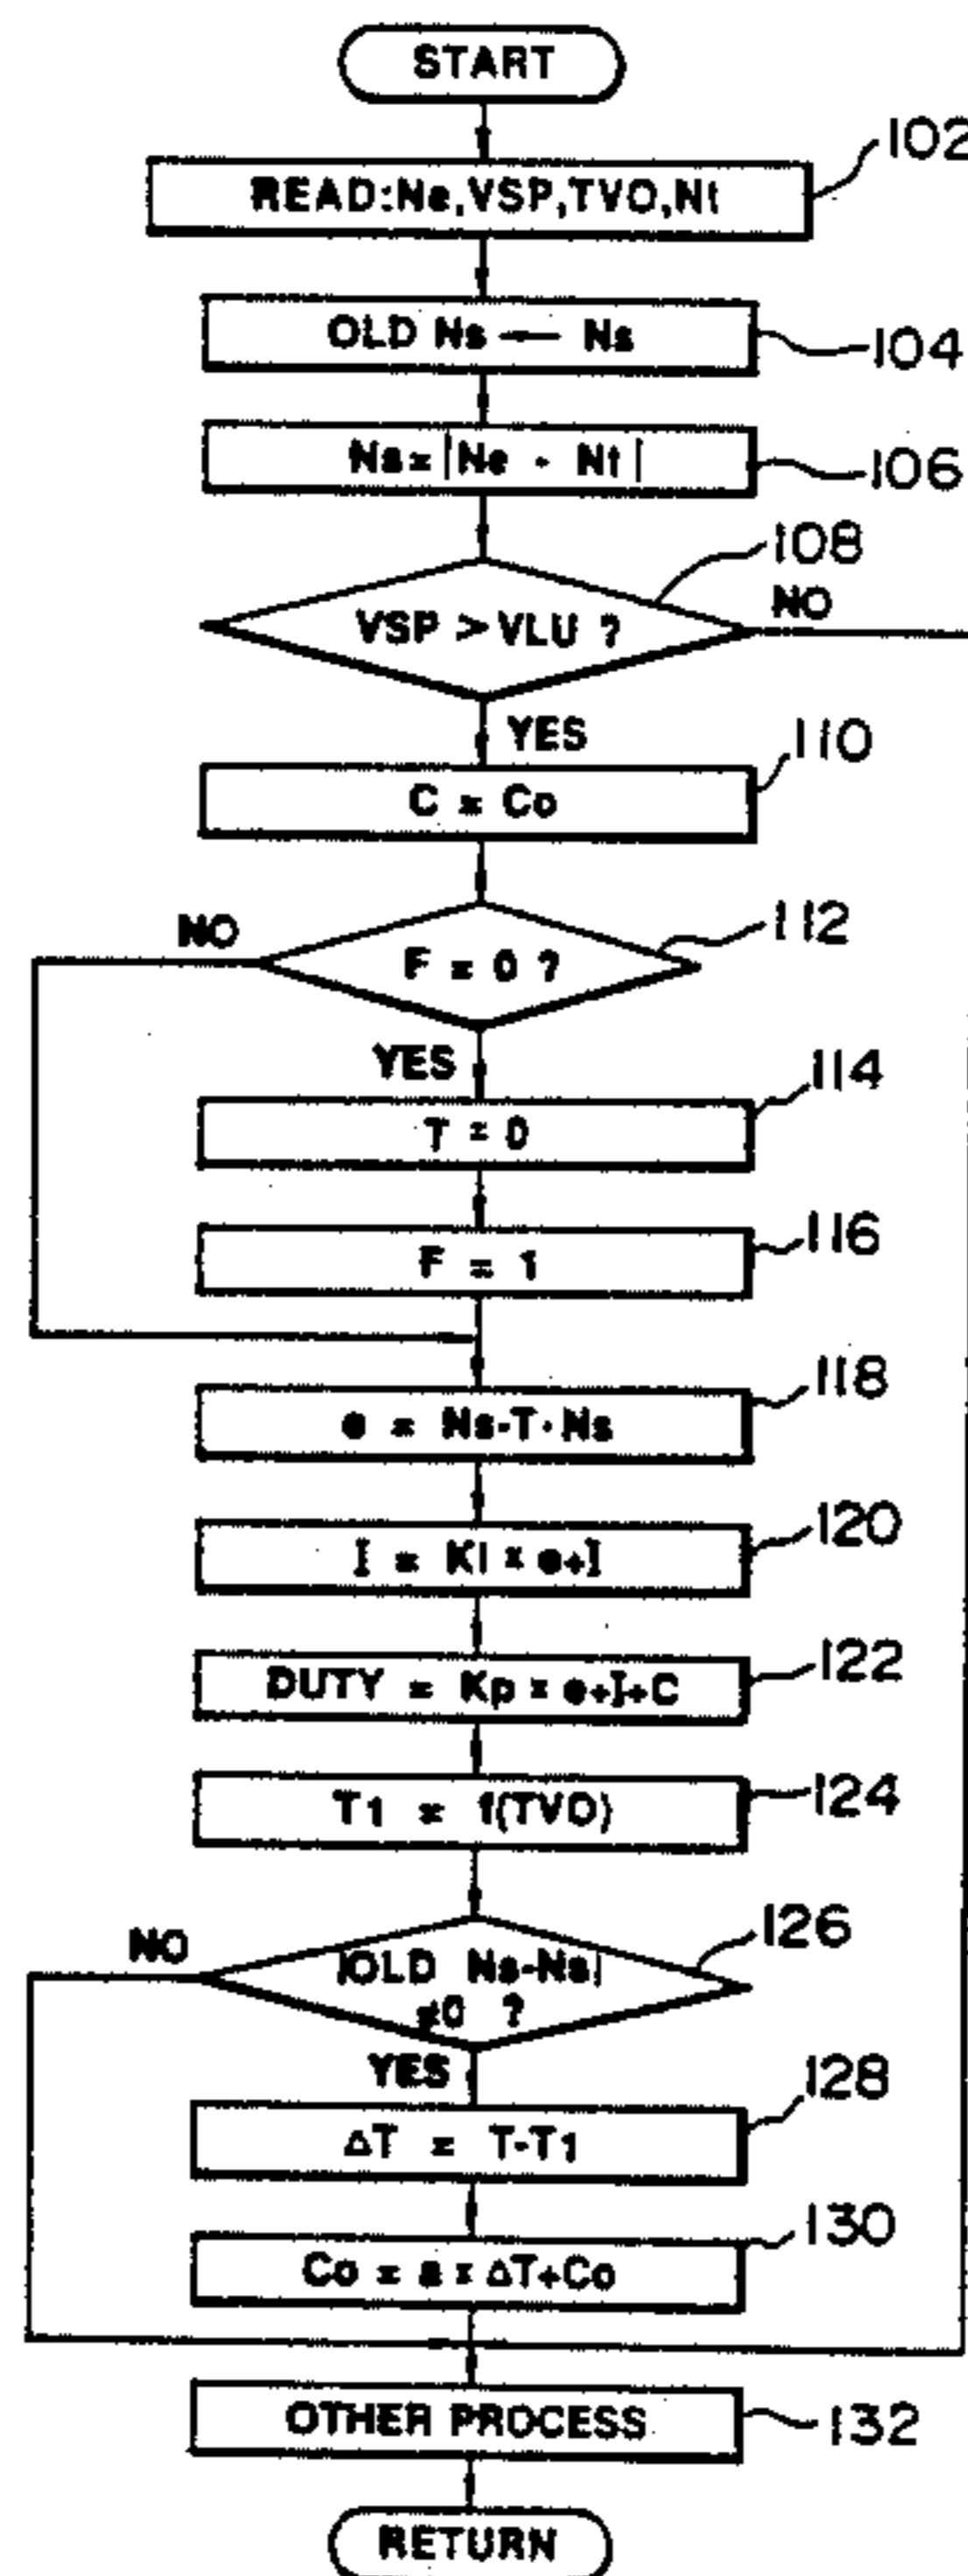 START
102
READ:Ne,VSP,TVO,Nt
OLD Ns ← Ns
104
Ns=|Ne - Nt|
106
108
VSP > VLU ?
NO
YES
110
C = Co
112
NO
F = 0 ?
YES
114
T = 0
116
F = 1
118
e = Ns-T·Ns
120
I = KI × e+I
122
DUTY = Kp × e+I+C
124
T1 = f(TVO)
126
NO
|OLD Ns-Ns|
≠0 ?
YES
128
ΔT = T-T1
130
Co = a × ΔT+Co
OTHER PROCESS
132
RETURN